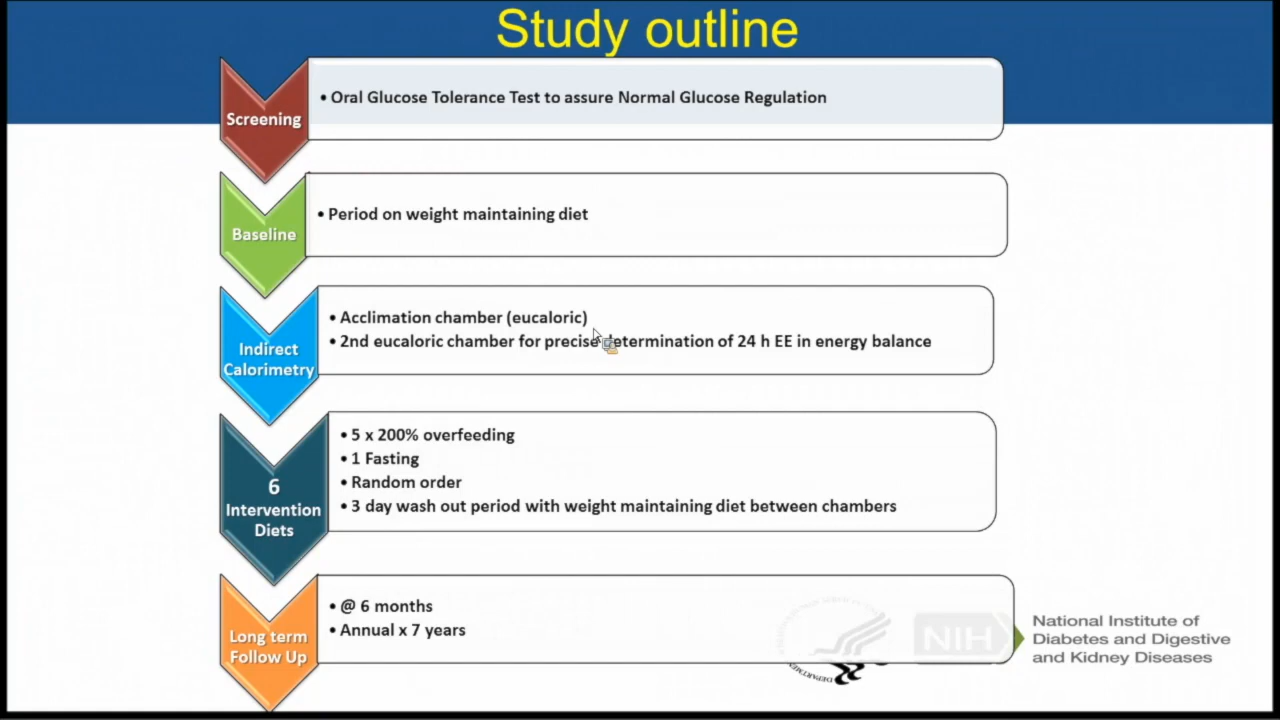 Study outline
Screening
• Oral Glucose Tolerance Test to assure Normal Glucose Regulation
Baseline
• Period on weight maintaining diet
Indirect
Calorimetry
• Acclimation chamber (eucaloric)
• 2nd eucaloric chamber for precise determination of 24 h EE in energy balance
6
Intervention
Diets
• 5 x 200% overfeeding
• 1 Fasting
• Random order
• 3 day wash out period with weight maintaining diet between chambers
Long term
Follow Up
• @ 6 months
• Annual x 7 years
NIH
National Institute of
Diabetes and Digestive
and Kidney Diseases